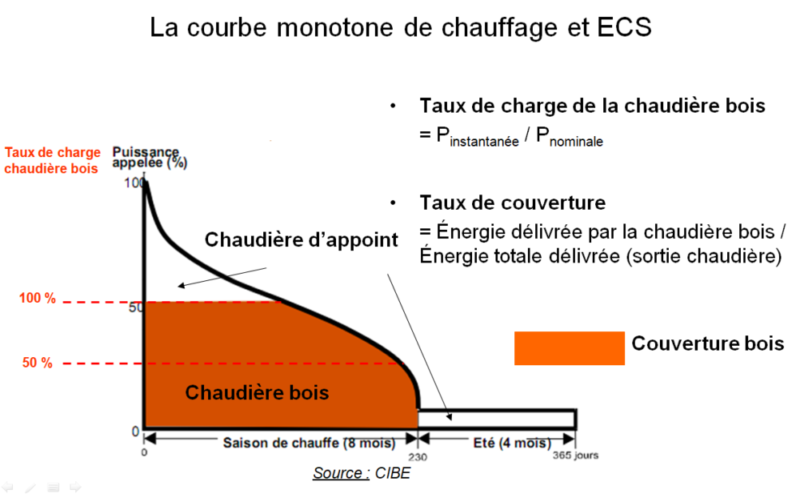 La courbe monotone de chauffage et ECS
• Taux de charge de la chaudière bois
= Pinstantanée / Pnominale
Taux de charge
chaudière bois
Puissance
appelée (%)
100
• Taux de couverture
= Énergie délivrée par la chaudière bois /
Énergie totale délivrée (sortie chaudière)
Chaudière d'appoint
100 %
50
Couverture bois
50 %
Chaudière bois
0
Saison de chauffe (8 mois)
Eté (4 mois)
0
230
365 jours
Source : CIBE